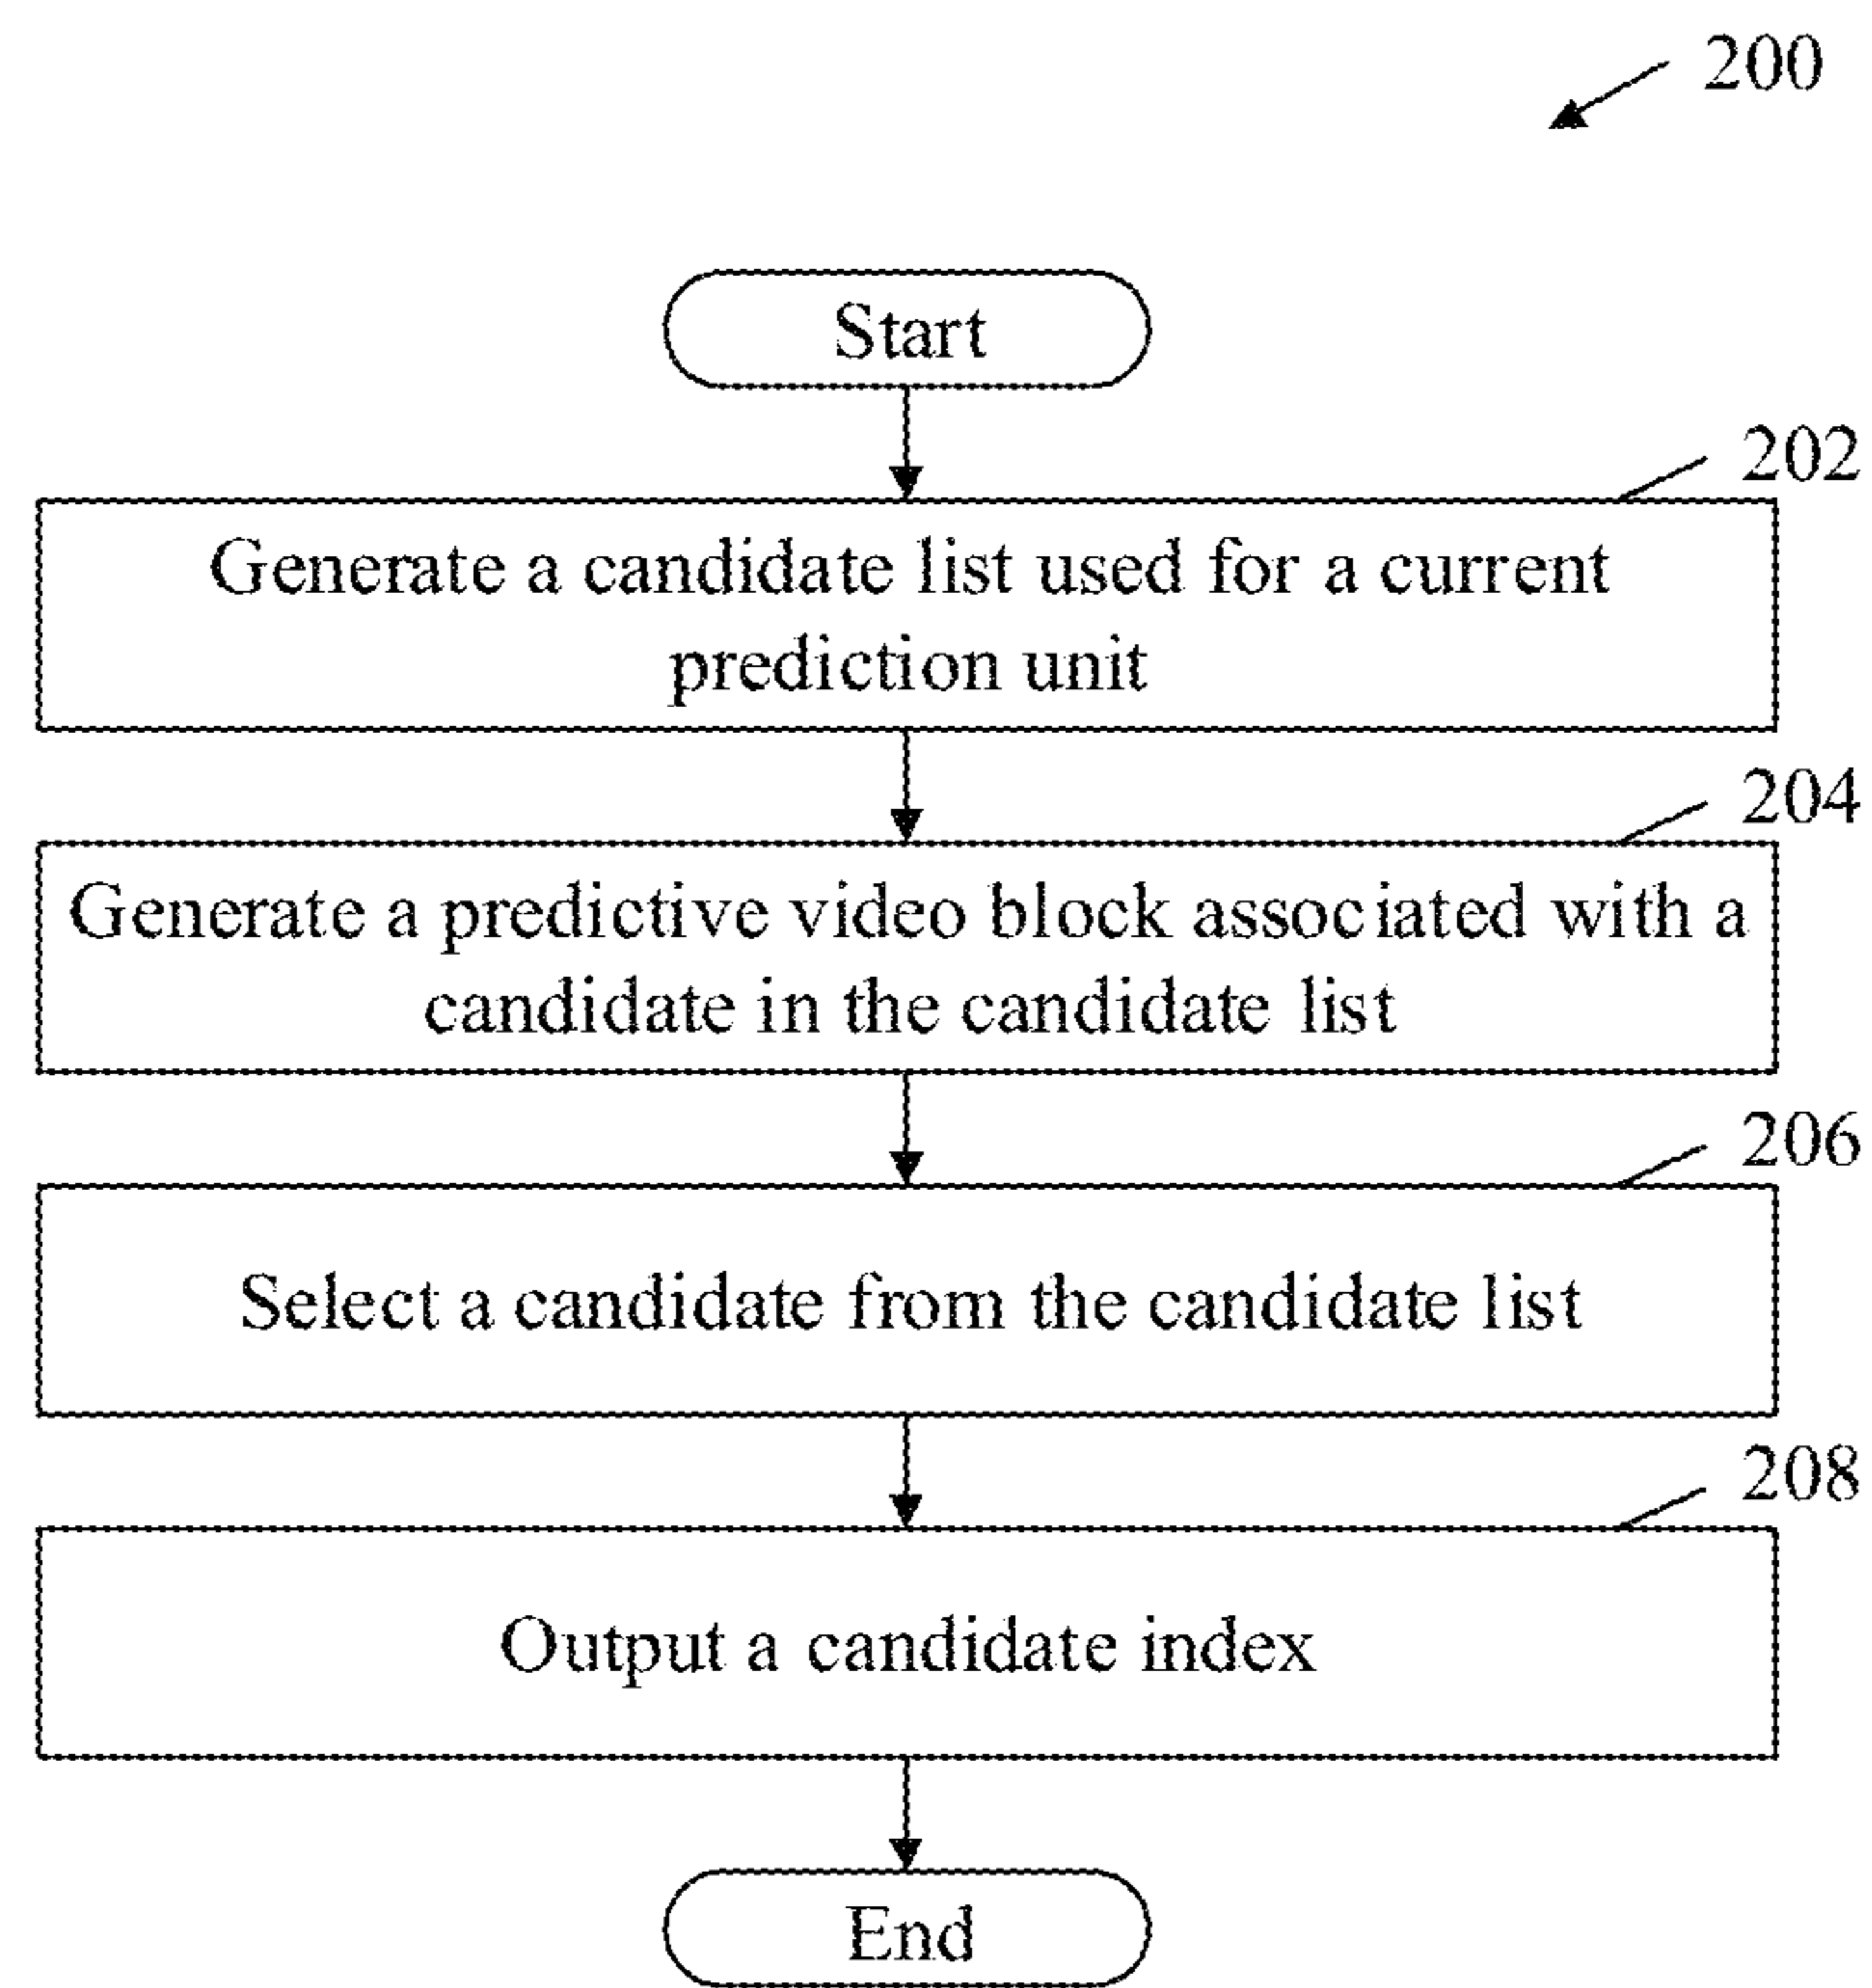 200
Start
202
Generate a candidate list used for a current
prediction unit
204
Generate a predictive video block associated with a
candidate in the candidate list
206
Select a candidate from the candidate list
208
Output a candidate index
End